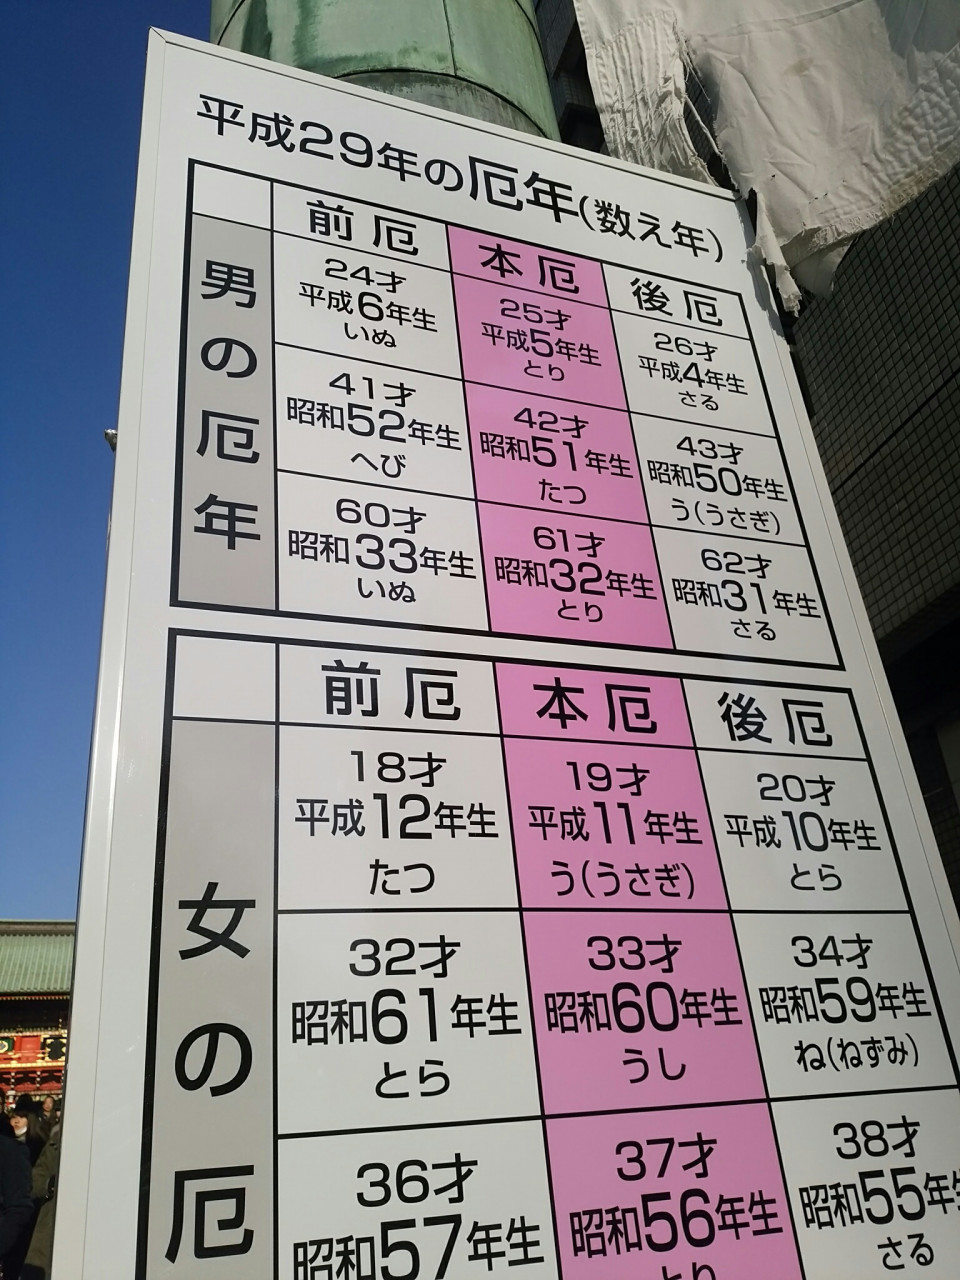 平成29年の厄年(数え年)
前厄
本厄
後厄
男の厄年
24才
平成6年生
いぬ
25才
平成5年生
とり
26才
平成4年生
さる
41才
昭和52年生
へび
42才
昭和51年生
たつ
43才
昭和50年生
う(うさぎ)
60才
昭和33年生
いぬ
61才
昭和32年生
とり
62才
昭和31年生
さる
前厄
本厄
後厄
女の厄
18才
平成12年生
たつ
19才
平成11年生
う(うさぎ)
20才
平成10年生
とら
32才
昭和61年生
とら
33才
昭和60年生
うし
34才
昭和59年生
ね(ねずみ)
36才
昭和57年生
37才
昭和56年生
とり
38才
昭和55年生
さる